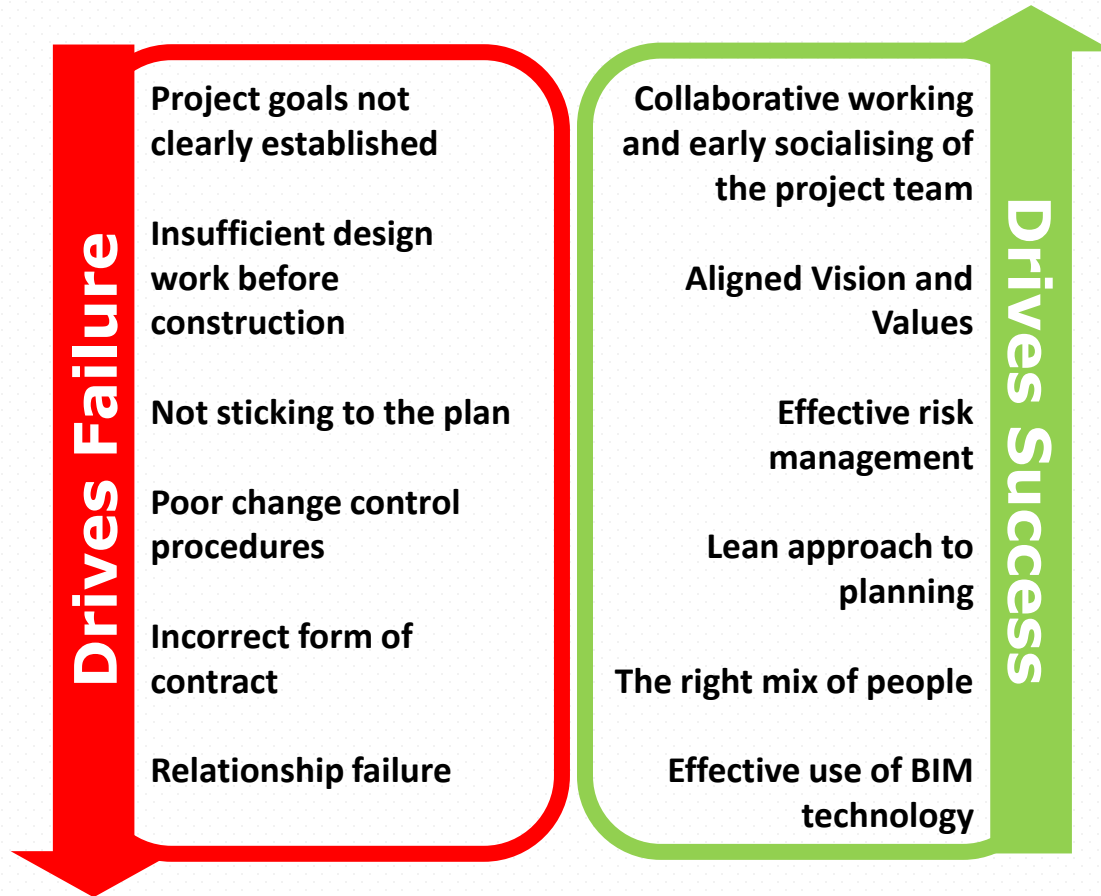 Drives Failure
Project goals not
clearly established
Insufficient design
work before
construction
Not sticking to the plan
Poor change control
procedures
Incorrect form of
contract
Relationship failure
Collaborative working
and early socialising of
the project team
Aligned Vision and
Values
Effective risk
management
Lean approach to
planning
The right mix of people
Effective use of BIM
technology
Drives Success